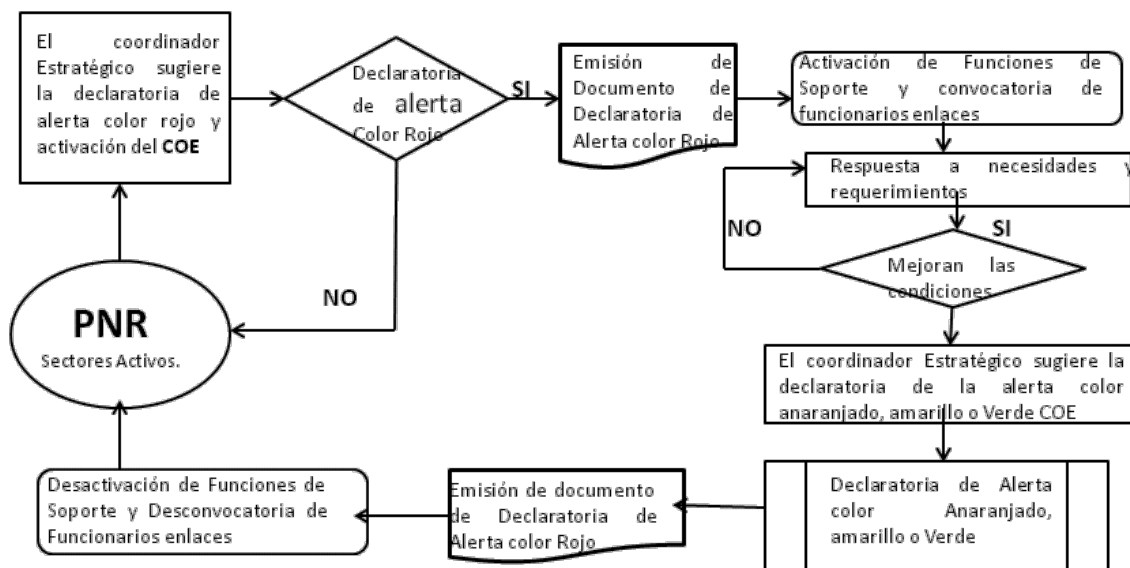 El coordinador
Estratégico sugiere
la declaratoria de
alerta color rojo y
activación del COE
Declaratoria
de alerta
Color Rojo
SI
Emisión de
Documento de
Declaratoria de
Alerta color Rojo
Activación de Funciones de
Soporte y convocatoria de
funcionarios enlaces
Respuesta a necesidades y
requerimientos
NO
SI
Mejoran las
condiciones
NO
PNR
Sectores Activos.
El coordinador Estratégico sugiere la
declaratoria de la alerta color
anaranjado, amarillo o Verde COE
Declaratoria de Alerta
color Anaranjado,
amarillo o Verde
Emisión de documento
de Declaratoria de
Alerta color Rojo
Desactivación de Funciones de
Soporte y Desconvocatoria de
Funcionarios enlaces